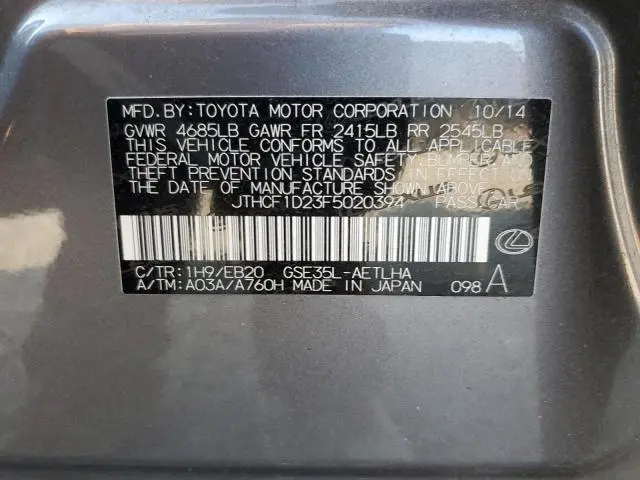 MFD. BY: TOYOTA MOTOR CORPORATION 10/14
GVWR 4685LB GAWR FR 2415LB RR 2545LB
THIS VEHICLE CONFORMS TO ALL APPLICABLE
FEDERAL MOTOR VEHICLE SAFETY, BUMPER, AND
THEFT PREVENTION STANDARDS IN EFFECT ON
THE DATE OF MANUFACTURE SHOWN ABOVE.
JTHCF1D23F5020394 PASS. CAR
C/TR: 1H9/EB20 GSE35L-AETLHA
A/TM: A03A/A760H MADE IN JAPAN 098 A